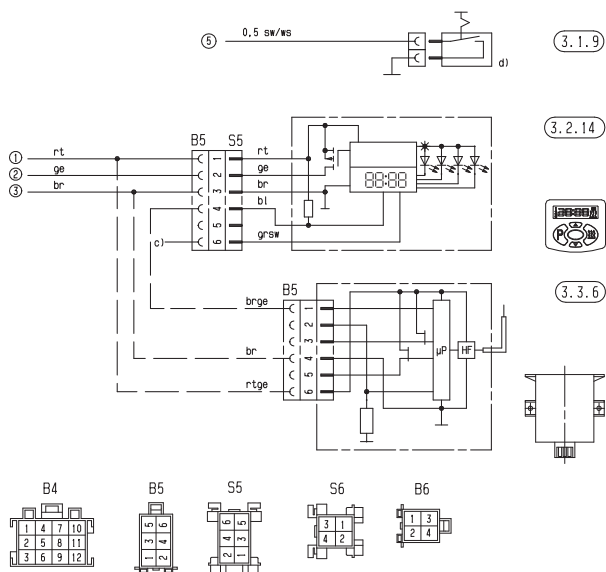 5 0,5 sw/ws d) 3.1.9
3.2.14
B5 S5
1 rt 1 rt
2 ge 2 ge
3 br 3 br
4 bl
5
c) 6 grsw
88:88
P
3.3.6
B5
brge 1
2
3
br 4
5
rtge 6
µP HF
B4 B5 S5 S6 B6
1 4 7 10
2 5 8 11
3 6 9 12
5 6
3 4
1 2
6 5
4 3
2 1
3 1
4 2
1 3
2 4